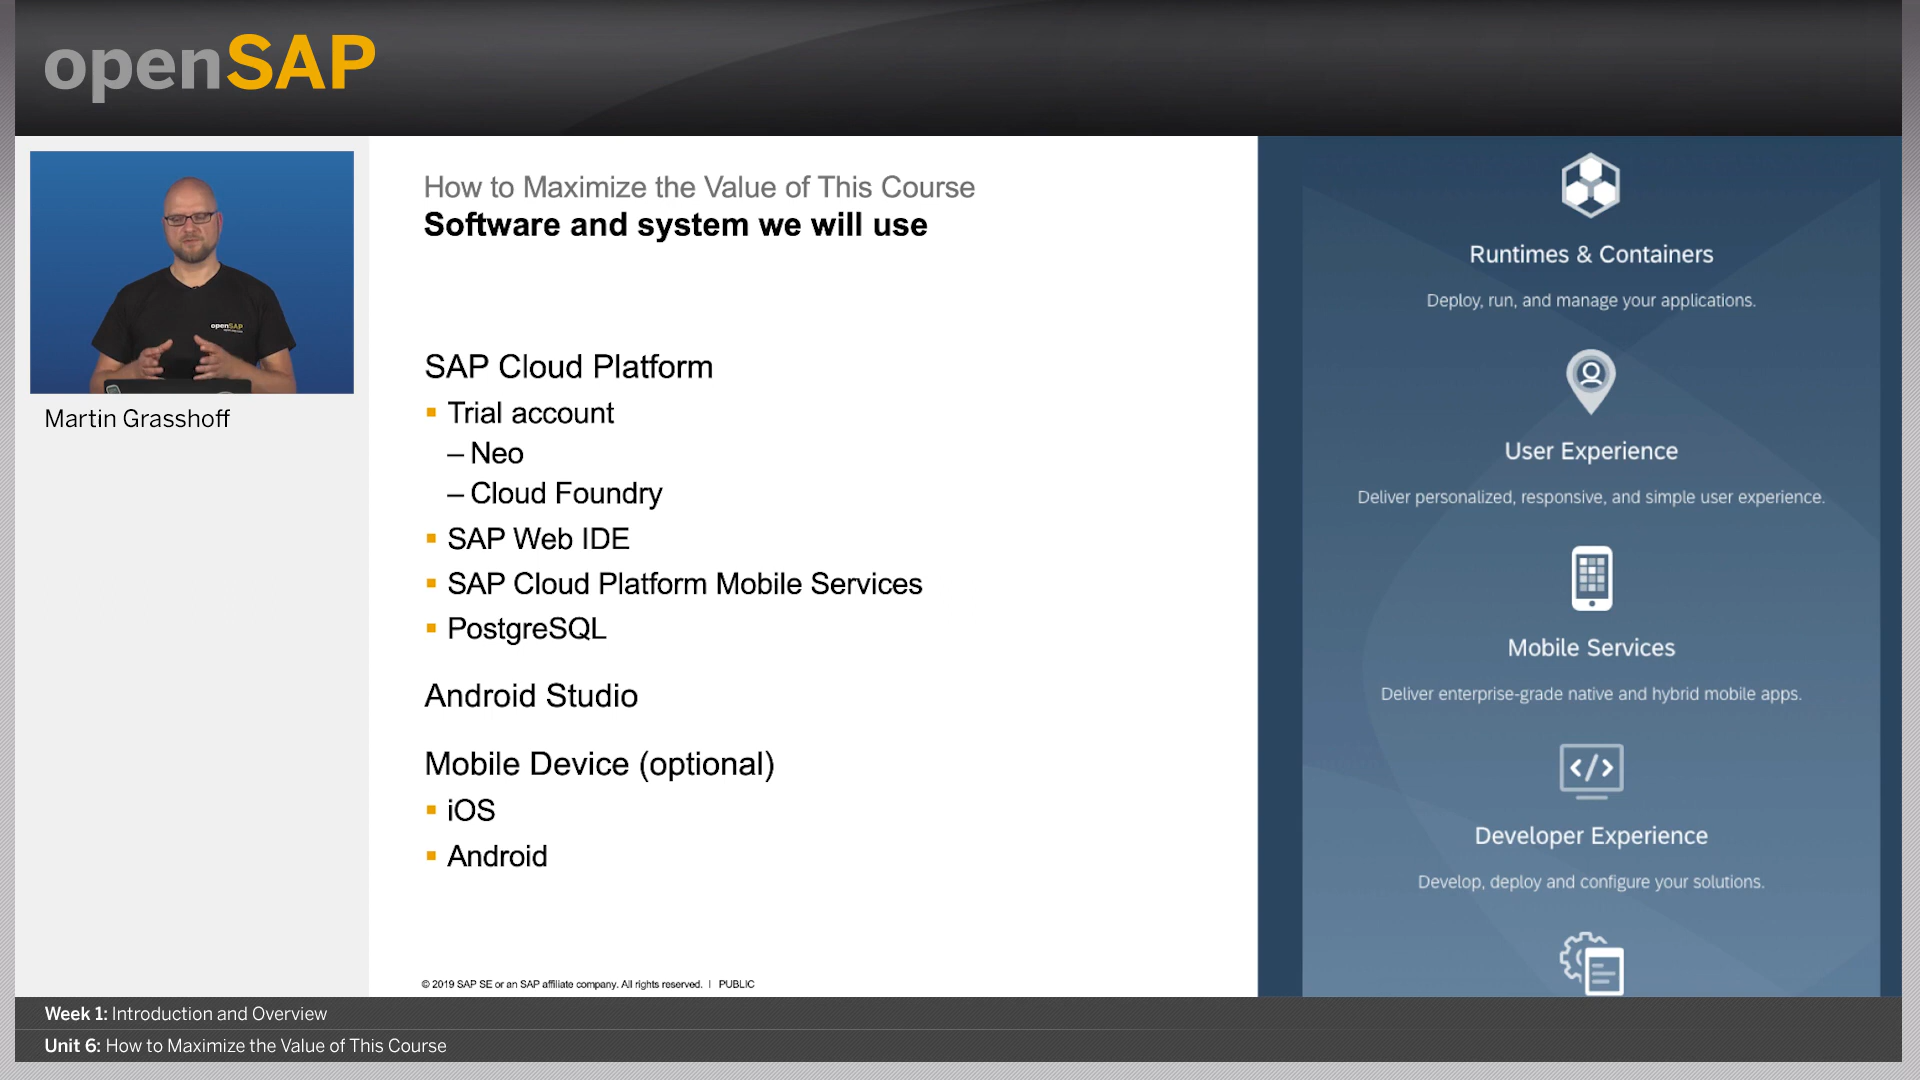 openSAP
openSAP
Martin Grasshoff
How to Maximize the Value of This Course
Software and system we will use
SAP Cloud Platform
▪ Trial account
– Neo
– Cloud Foundry
▪ SAP Web IDE
▪ SAP Cloud Platform Mobile Services
▪ PostgreSQL
Android Studio
Mobile Device (optional)
▪ iOS
▪ Android
© 2019 SAP SE or an SAP affiliate company. All rights reserved. | PUBLIC
Runtimes & Containers
Deploy, run, and manage your applications.
User Experience
Deliver personalized, responsive, and simple user experience.
Mobile Services
Deliver enterprise-grade native and hybrid mobile apps.
</>
Developer Experience
Develop, deploy and configure your solutions.
Week 1: Introduction and Overview
Unit 6: How to Maximize the Value of This Course